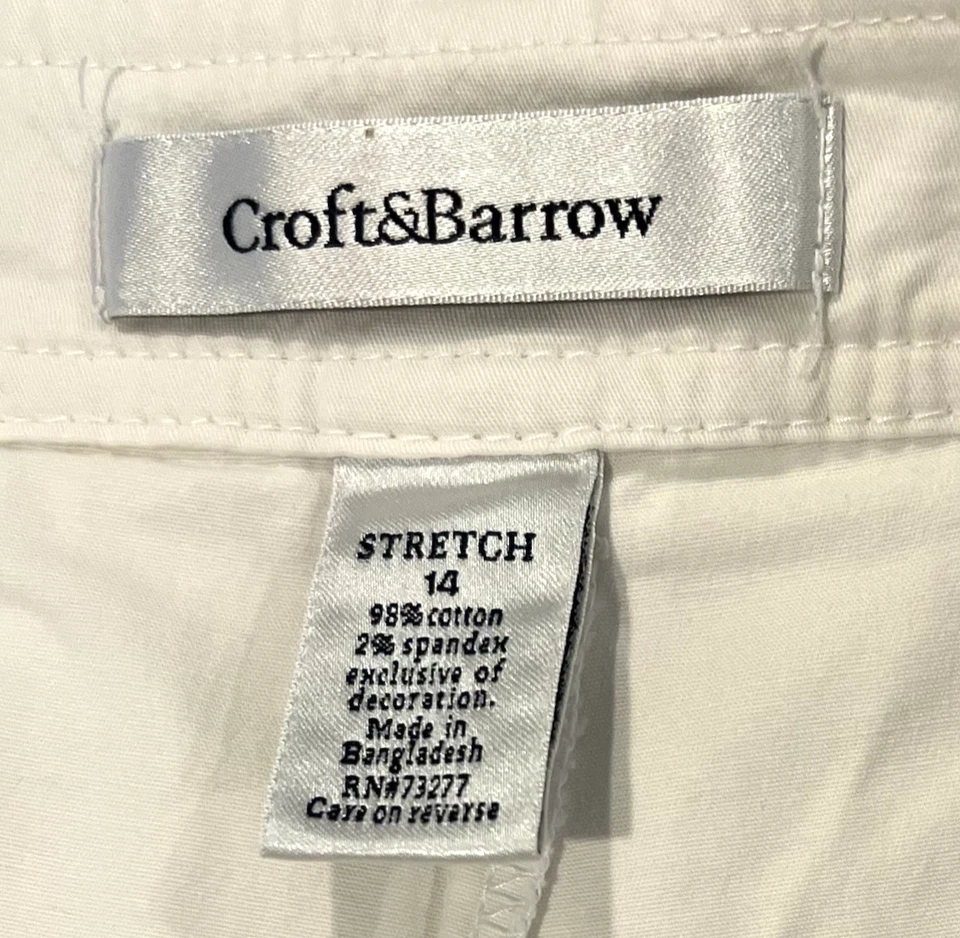 Croft&Barrow
STRETCH
14
98% cotton
2% spandex
exclusive of
decoration.
Made in
Bangladesh
RN#73277
Care on reverse